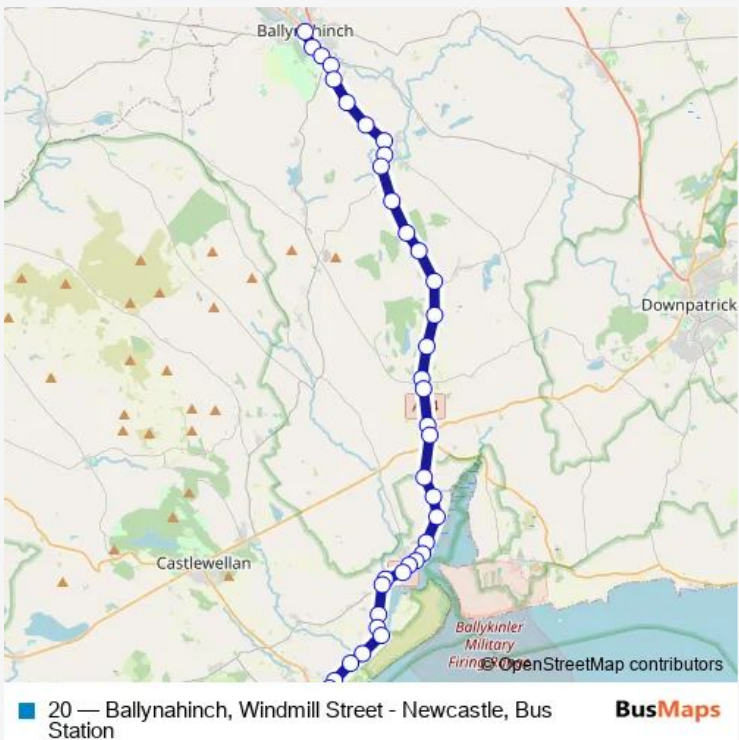 Ballynahinch
Downpatrick
Castlewellan
Ballykinler
Military
© OpenStreetMap contributors
20 — Ballynahinch, Windmill Street - Newcastle, Bus
Station
BusMaps